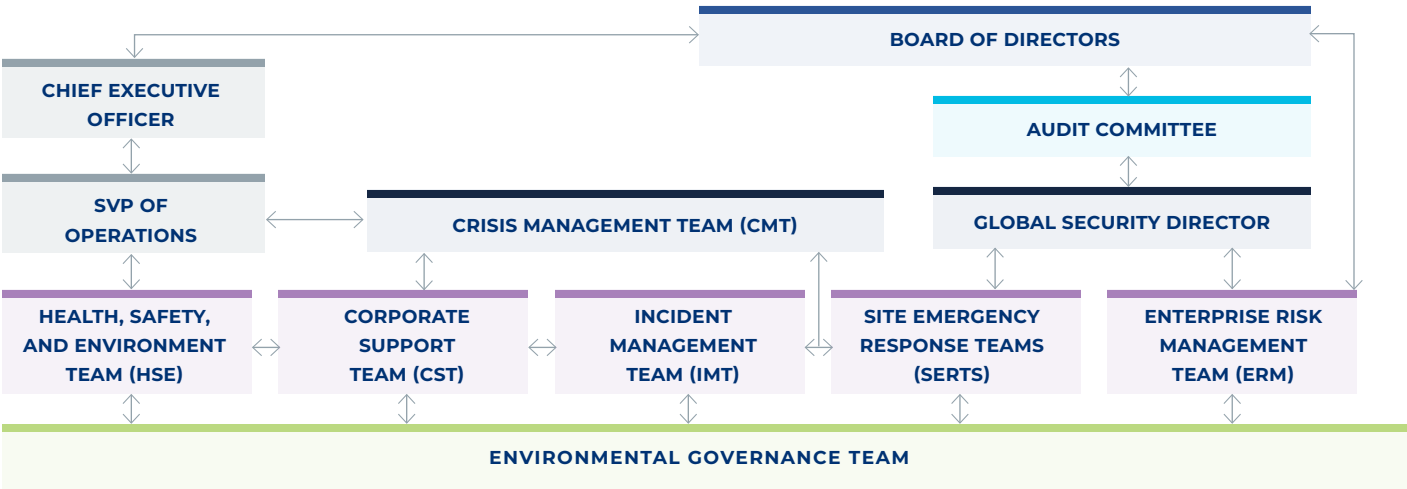 BOARD OF DIRECTORS
CHIEF EXECUTIVE
OFFICER
AUDIT COMMITTEE
SVP OF
OPERATIONS
CRISIS MANAGEMENT TEAM (CMT)
GLOBAL SECURITY DIRECTOR
HEALTH, SAFETY,
AND ENVIRONMENT
TEAM (HSE)
CORPORATE
SUPPORT
TEAM (CST)
INCIDENT
MANAGEMENT
TEAM (IMT)
SITE EMERGENCY
RESPONSE TEAMS
(SERTS)
ENTERPRISE RISK
MANAGEMENT
TEAM (ERM)
ENVIRONMENTAL GOVERNANCE TEAM